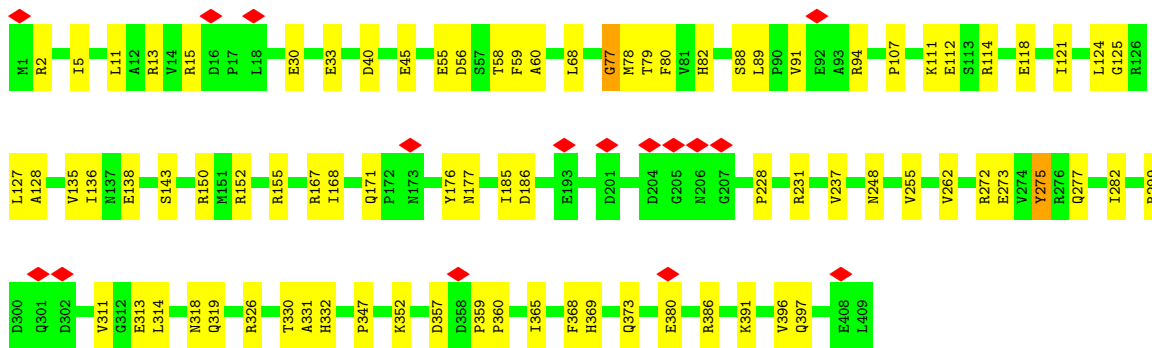 M1 R2 I5 L11 A12 R13 V14 R15 D16 P17 L18 E30 E33 D40 E45 E55 D56 S57 T58 F59 A60 L68 G77 M78 T79 F80 V81 H82 S88 L89 P90 V91 E92 A93 R94 P107 K111 E112 S113 R114 E118 I121 L124 G125 R126
L127 A128 V135 I136 N137 E138 S143 R150 M151 R152 R155 R167 I168 Q171 P172 N173 Y176 N177 I185 D186 E193 D201 D204 G205 N206 G207 P228 R231 V237 N248 V255 V262 R272 E273 V274 Y275 R276 Q277 I282
D300 Q301 D302 V311 G312 E313 L314 N318 Q319 R326 T330 A331 H332 P347 K352 D357 D358 P359 P360 I365 F368 H369 Q373 E380 R386 K391 V396 Q397 E408 L409